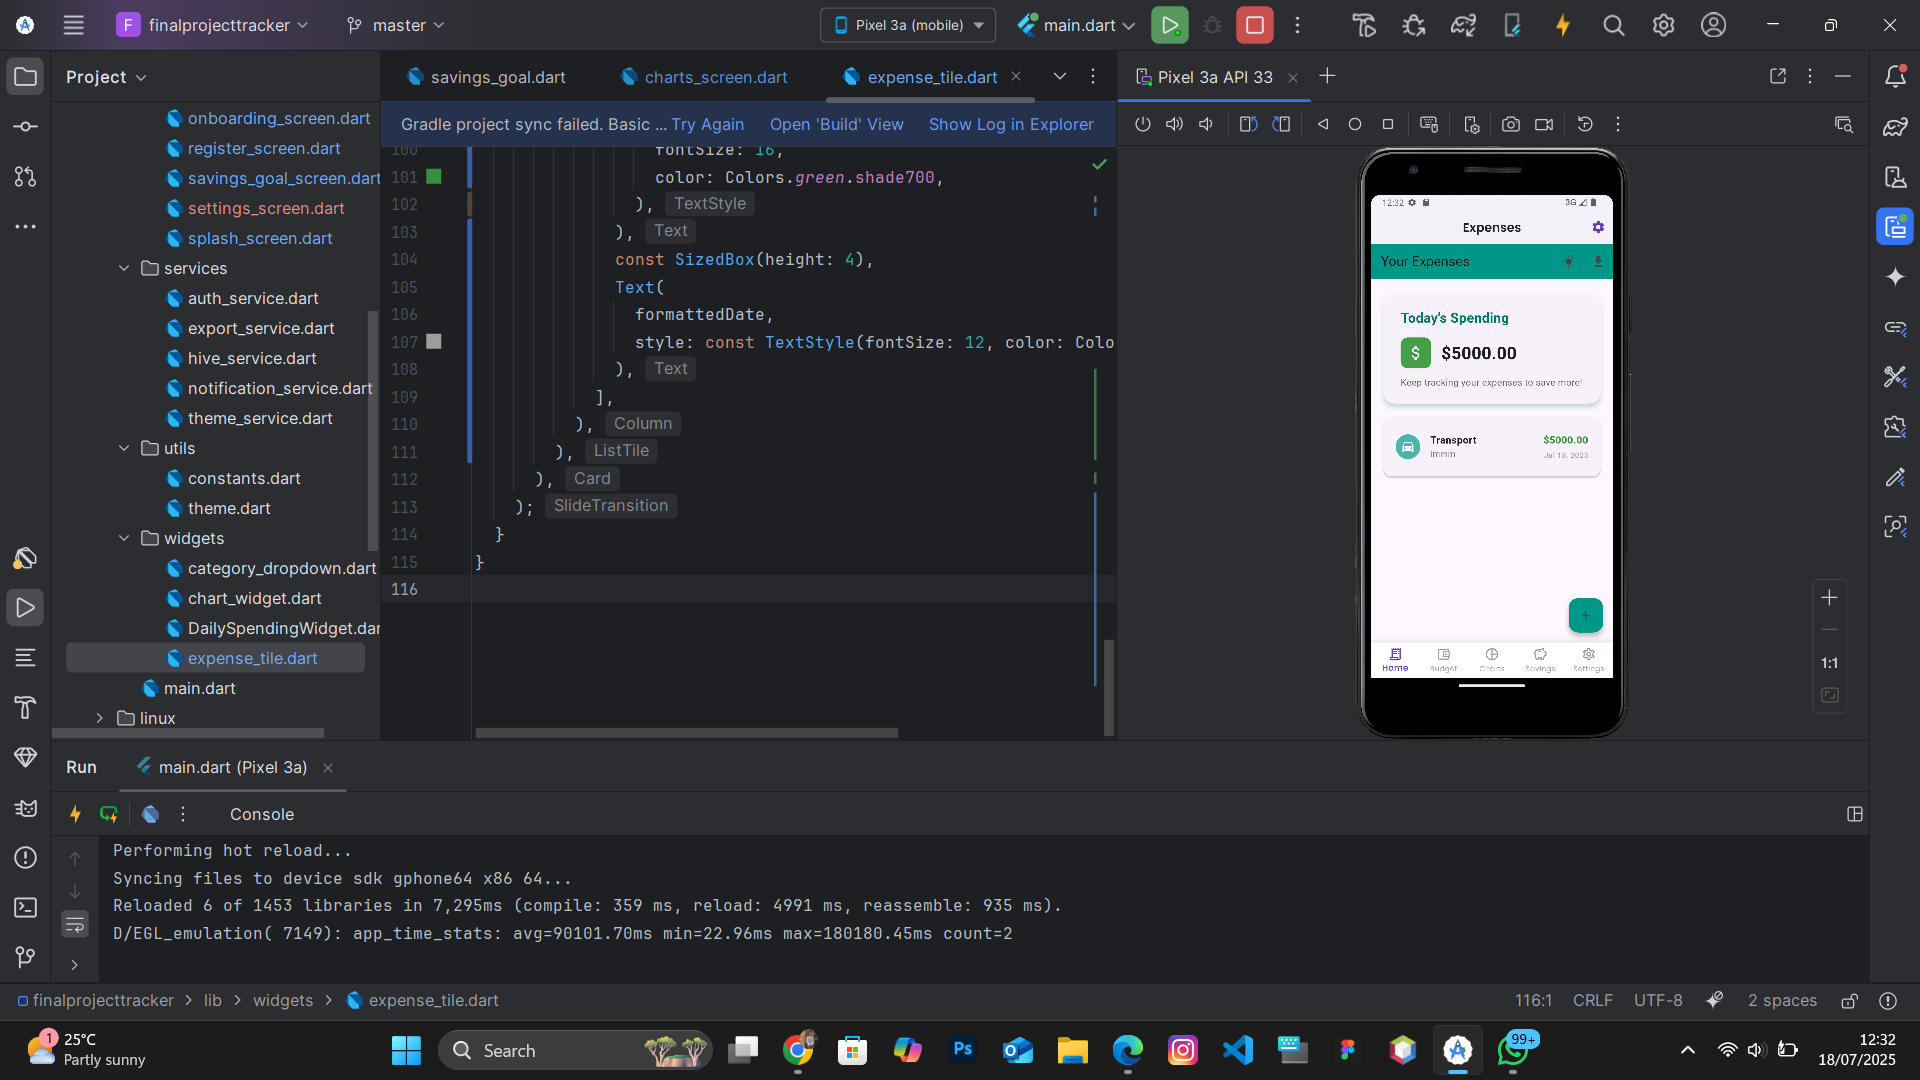 F finalprojecttracker master Pixel 3a (mobile) main.dart
Project
savings_goal.dart charts_screen.dart expense_tile.dart
Pixel 3a API 33
Gradle project sync failed. Basic ... Try Again Open 'Build' View Show Log in Explorer
onboarding_screen.dart
register_screen.dart
savings_goal_screen.dart
settings_screen.dart
splash_screen.dart
services
auth_service.dart
export_service.dart
hive_service.dart
notification_service.dart
theme_service.dart
utils
constants.dart
theme.dart
widgets
category_dropdown.dart
chart_widget.dart
DailySpendingWidget.dar
expense_tile.dart
main.dart
linux
100 fontSize: 16,
101 color: Colors.green.shade700,
102 ), TextStyle
103 ), Text
104 const SizedBox(height: 4),
105 Text(
106 formattedDate,
107 style: const TextStyle(fontSize: 12, color: Colo
108 ), Text
109 ],
110 ), Column
111 ), ListTile
112 ), Card
113 ); SlideTransition
114 }
115 }
116
12:32 3G
Expenses
Your Expenses
Today's Spending
$ $5000.00
Keep tracking your expenses to save more!
Transport $5000.00
Jul 18, 2025
+
Home Budget Charts Savings Settings
1:1
Run main.dart (Pixel 3a)
Console
Performing hot reload...
Syncing files to device sdk gphone64 x86 64...
Reloaded 6 of 1453 libraries in 7,295ms (compile: 359 ms, reload: 4991 ms, reassemble: 935 ms).
D/EGL_emulation( 7149): app_time_stats: avg=90101.70ms min=22.96ms max=180180.45ms count=2
finalprojecttracker > lib > widgets > expense_tile.dart
116:1 CRLF UTF-8 2 spaces
1 25°C
Partly sunny
Search
Ps
99+
12:32
18/07/2025